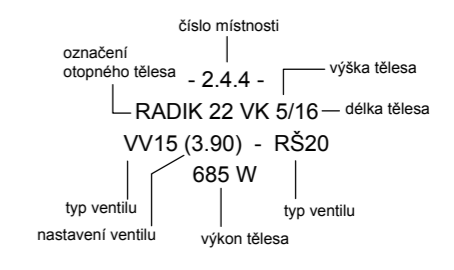 číslo místnosti
označení
otopného tělesa
- 2.4.4 -
výška tělesa
RADIK 22 VK 5/16
délka tělesa
VV15 (3.90) - RŠ20
685 W
typ ventilu
typ ventilu
nastavení ventilu
výkon tělesa